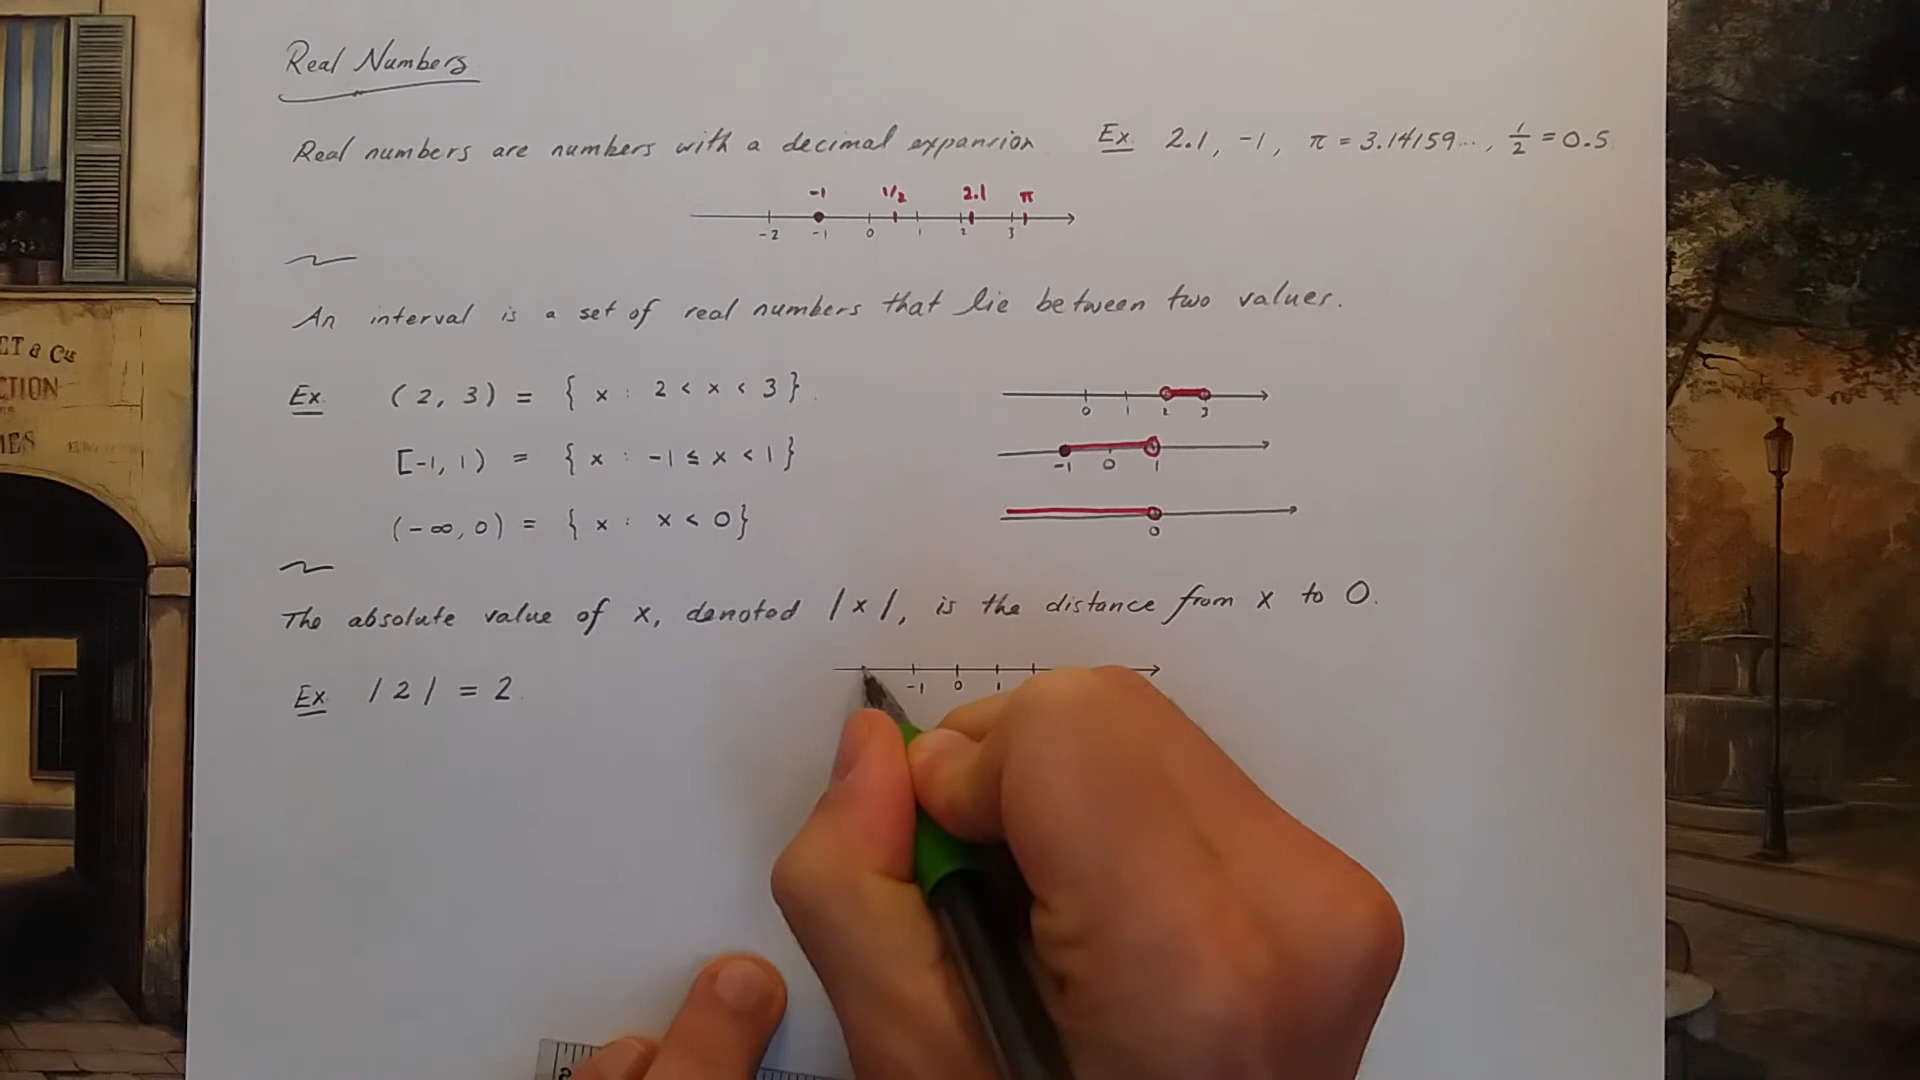 Real Numbers
Real numbers are numbers with a decimal expansion Ex 2.1, -1, π = 3.14159..., 1/2 = 0.5
-1 1/2 2.1 π
-2 -1 0 1 2 3
An interval is a set of real numbers that lie between two values.
Ex (2, 3) = { x : 2 < x < 3 }
0 1 2 3
[-1, 1) = { x : -1 ≤ x < 1 }
-1 0 1
(-∞, 0) = { x : x < 0 }
0
The absolute value of x, denoted |x|, is the distance from x to 0.
Ex |2| = 2
-1 0 1
ET & Cie
CTION
MES